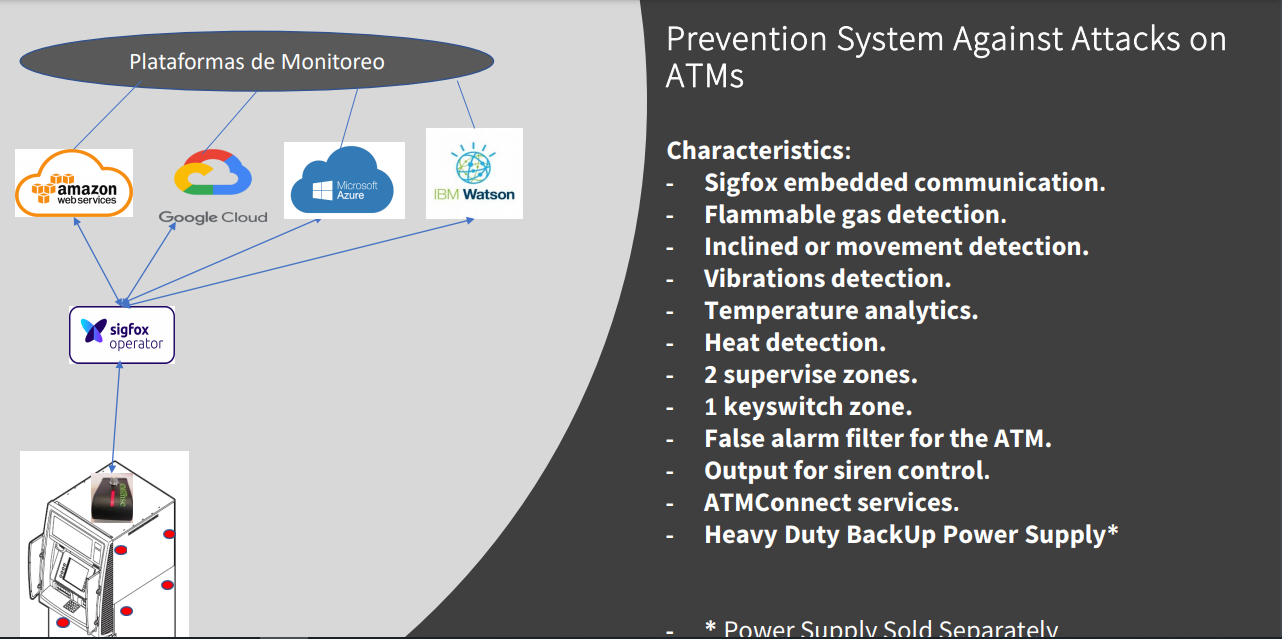 Plataformas de Monitoreo
amazon
web services
Google Cloud
Microsoft
Azure
IBM Watson
sigfox
operator
Prevention System Against Attacks on
ATMs
Characteristics:
- Sigfox embedded communication.
- Flammable gas detection.
- Inclined or movement detection.
- Vibrations detection.
- Temperature analytics.
- Heat detection.
- 2 supervise zones.
- 1 keyswitch zone.
- False alarm filter for the ATM.
- Output for siren control.
- ATMConnect services.
- Heavy Duty BackUp Power Supply*
- * Power Supply Sold Separately